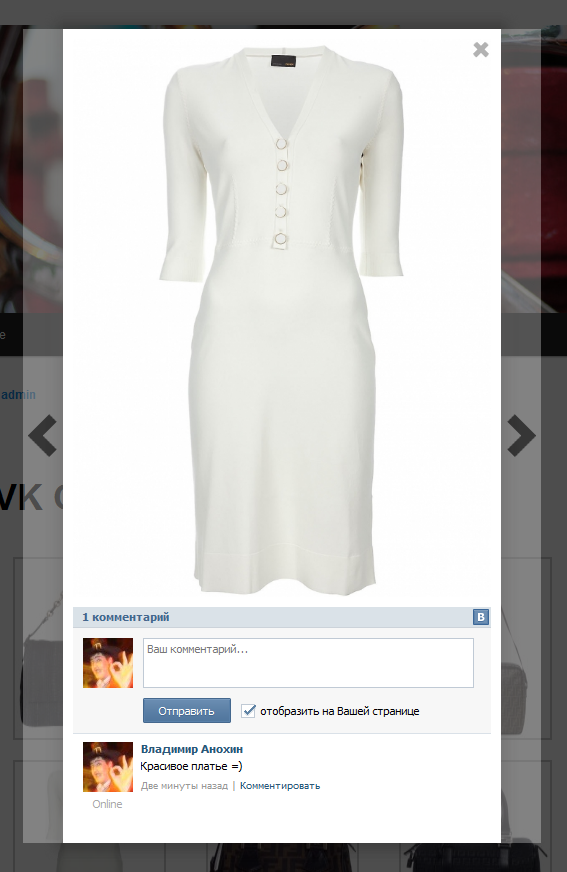 e
admin
VK
1 комментарий
B
Ваш комментарий...
Отправить
отобразить на Вашей странице
Владимир Анохин
Красивое платье =)
Две минуты назад | Комментировать
Online